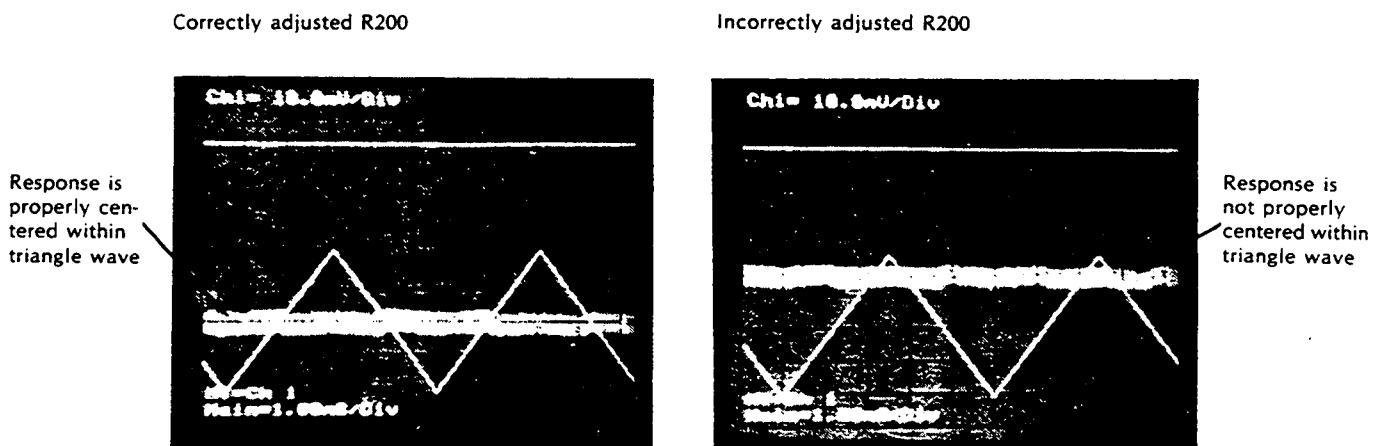 Correctly adjusted R200
Incorrectly adjusted R200
Response is
properly cen-
tered within
triangle wave
Ch1= 10.0mV/Div
Ch 1
Main=1.00mS/Div
Ch1= 10.0mV/Div
Response is
not properly
centered within
triangle wave